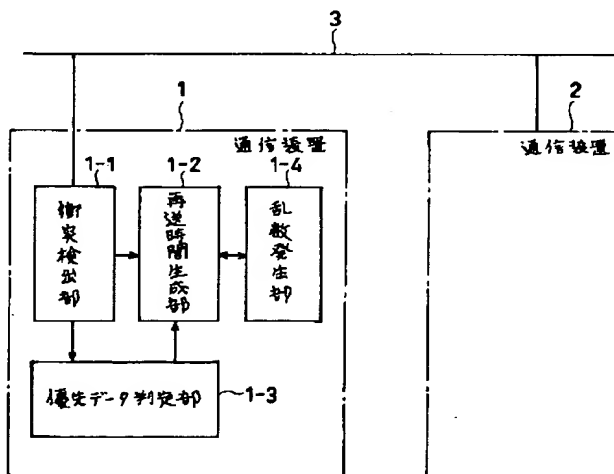 3
1
2
通信装置
通信装置
1-1
1-2
1-4
衝突検出部
再送時間生成部
乱数発生部
優先データ判定部
1-3